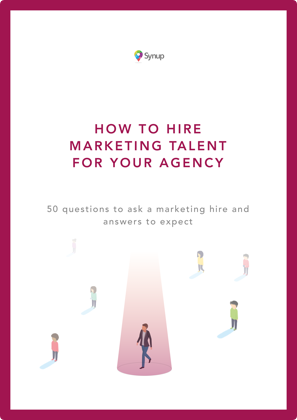 Synup
HOW TO HIRE
MARKETING TALENT
FOR YOUR AGENCY
50 questions to ask a marketing hire and
answers to expect